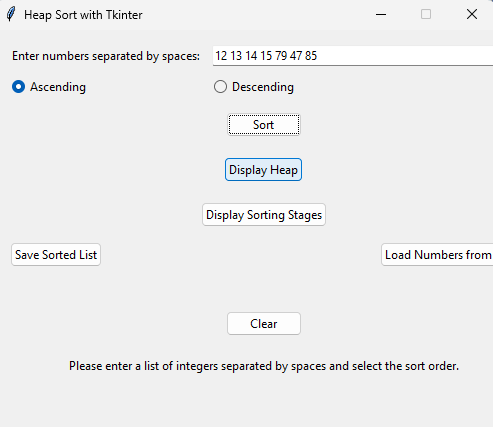 Heap Sort with Tkinter
Enter numbers separated by spaces: 12 13 14 15 79 47 85
Ascending Descending
Sort
Display Heap
Display Sorting Stages
Save Sorted List Load Numbers from
Clear
Please enter a list of integers separated by spaces and select the sort order.